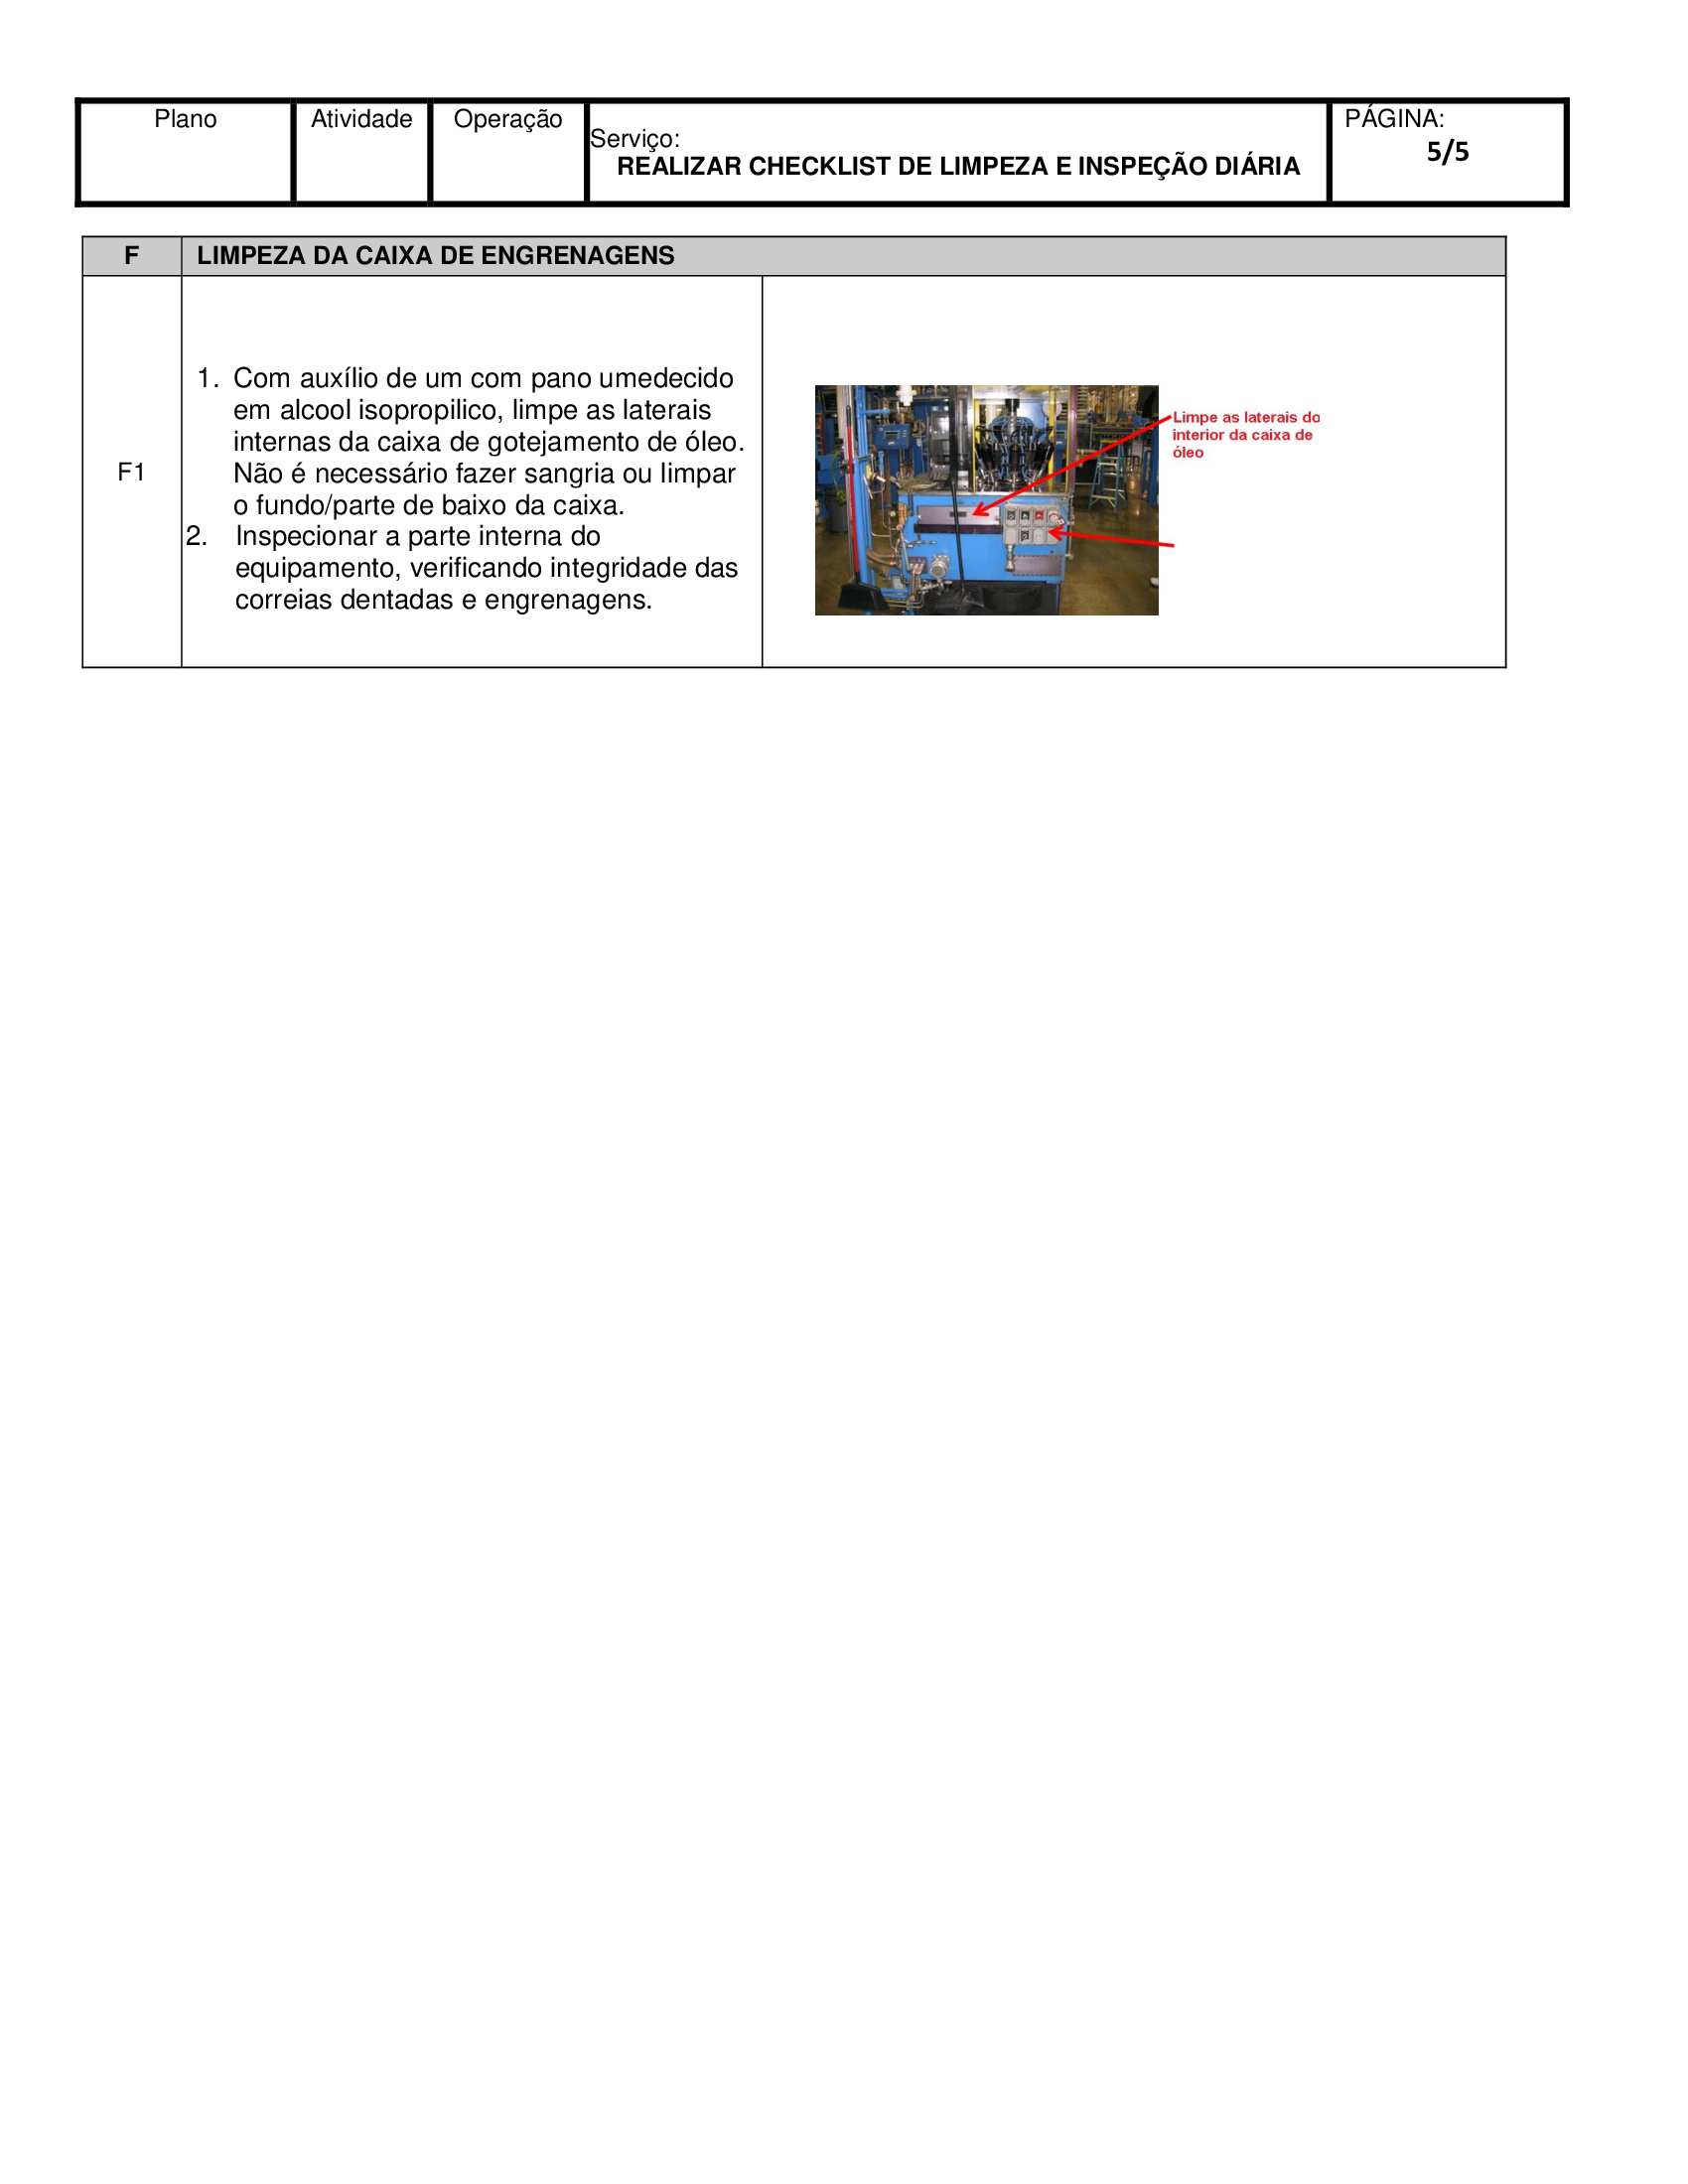 Plano
Atividade
Operação
Serviço:
REALIZAR CHECKLIST DE LIMPEZA E INSPEÇÃO DIÁRIA
PÁGINA:
5/5
F
LIMPEZA DA CAIXA DE ENGRENAGENS
F1
1. Com auxílio de um com pano umedecido
em alcool isopropilico, limpe as laterais
internas da caixa de gotejamento de óleo.
Não é necessário fazer sangria ou limpar
o fundo/parte de baixo da caixa.
2. Inspecionar a parte interna do
equipamento, verificando integridade das
correias dentadas e engrenagens.
Limpe as laterais do
interior da caixa de
óleo